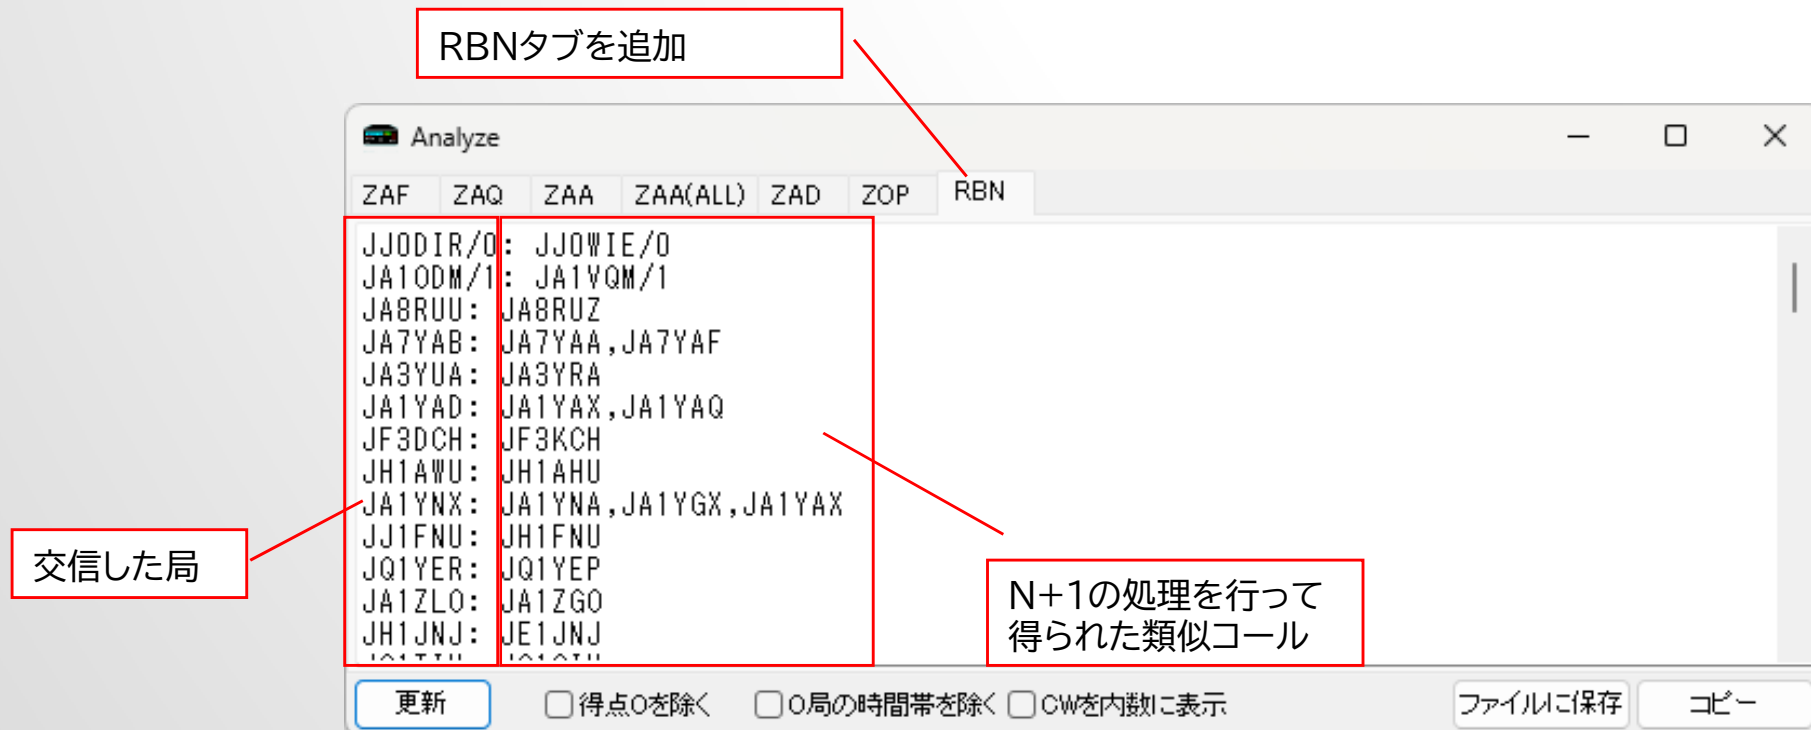 RBNタブを追加
Analyze
ZAF ZAQ ZAA ZAA(ALL) ZAD ZOP RBN
JJ0DIR/0: JJ0WIE/0
JA1ODM/1: JA1VQM/1
JA8RUU: JA8RUZ
JA7YAB: JA7YAA,JA7YAF
JA3YUA: JA3YRA
JA1YAD: JA1YAX,JA1YAQ
JF3DCH: JF3KCH
JH1AWU: JH1AHU
JA1YNX: JA1YNA,JA1YGX,JA1YAX
JJ1FNU: JH1FNU
JQ1YER: JQ1YEP
JA1ZLO: JA1ZGO
JH1JNJ: JE1JNJ
交信した局
N+1の処理を行って
得られた類似コール
更新 得点0を除く 0局の時間帯を除く CWを内数に表示 ファイルに保存 コピー